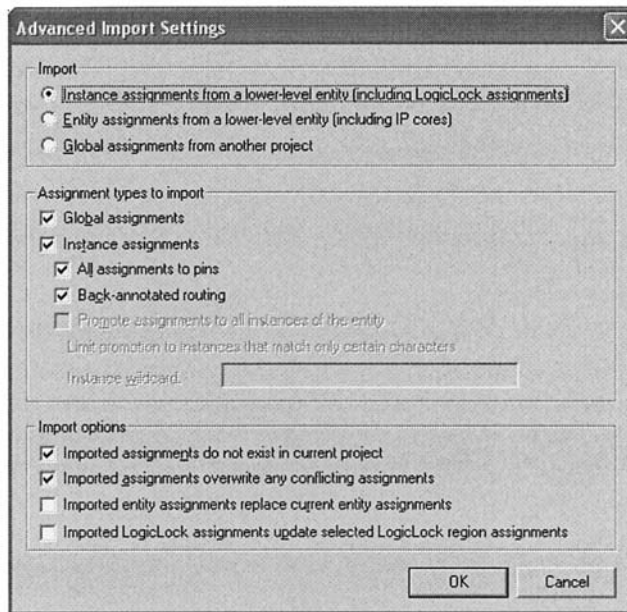 Advanced Import Settings
Import
Instance assignments from a lower-level entity (including LogicLock assignments)
Entity assignments from a lower-level entity (including IP cores)
Global assignments from another project
Assignment types to import
Global assignments
Instance assignments
All assignments to pins
Back-annotated routing
Promote assignments to all instances of the entity
Limit promotion to instances that match only certain characters
Instance wildcard:
Import options
Imported assignments do not exist in current project
Imported assignments overwrite any conflicting assignments
Imported entity assignments replace current entity assignments
Imported LogicLock assignments update selected LogicLock region assignments
OK
Cancel